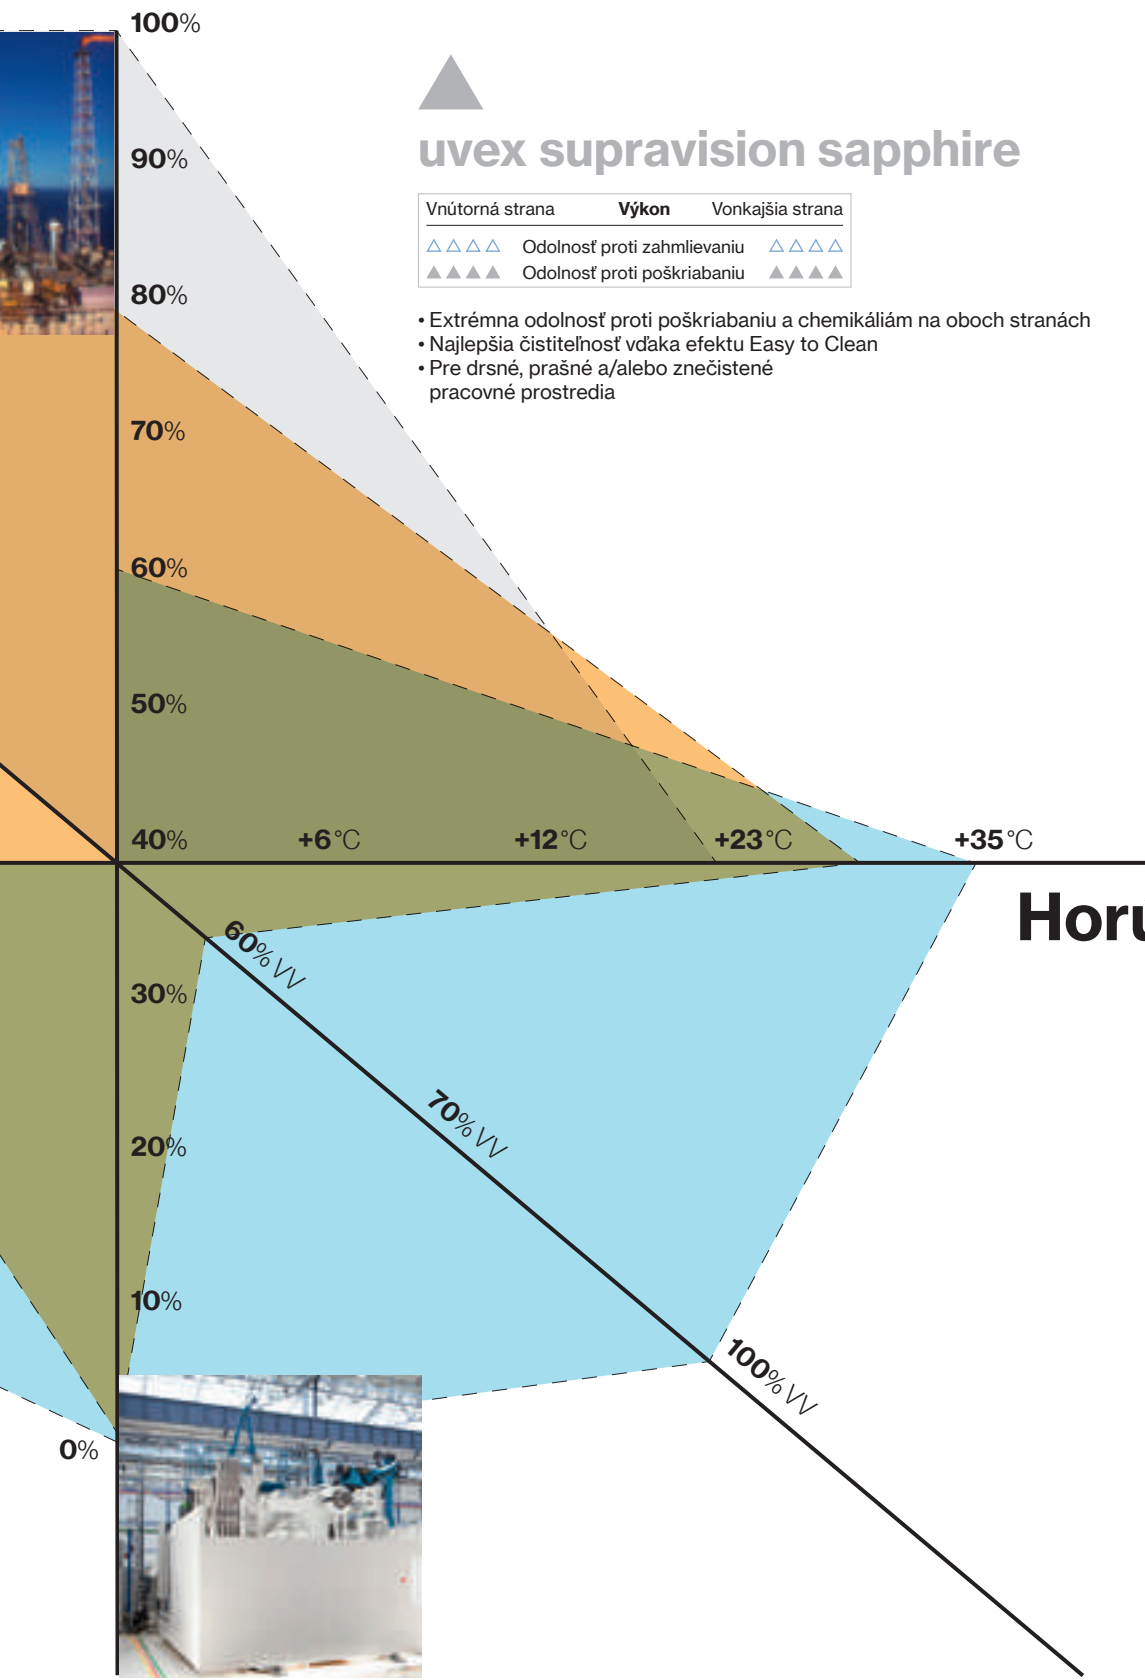 100%
uvex supravision sapphire
90%
Vnútorná strana Výkon Vonkajšia strana
Odolnosť proti zahmlievaniu
Odolnosť proti poškriabaniu
80%
• Extrémna odolnosť proti poškriabaniu a chemikáliám na oboch stranách
• Najlepšia čistiteľnosť vďaka efektu Easy to Clean
• Pre drsné, prašné a/alebo znečistené
pracovné prostredia
70%
60%
50%
40% +6°C +12°C +23°C +35°C
Horu
60% VV
30%
70% VV
20%
10%
100% VV
0%